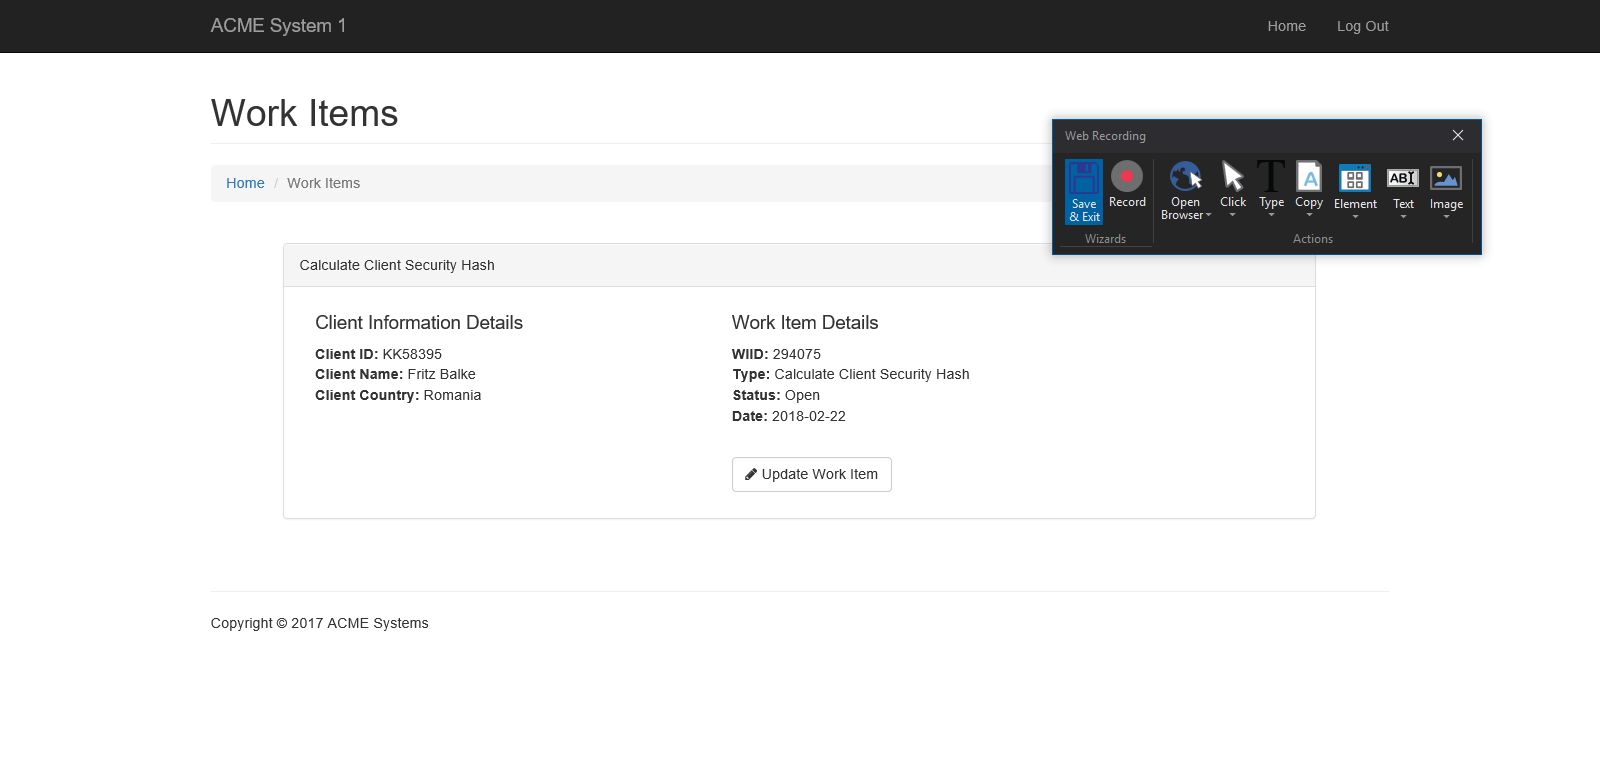 ACME System 1
Home
Log Out
Work Items
Home / Work Items
Web Recording
Save & Exit
Record
Open Browser
Click
Type
Copy
Element
Text
Image
Wizards
Actions
Calculate Client Security Hash
Client Information Details
Client ID: KK58395
Client Name: Fritz Balke
Client Country: Romania
Work Item Details
WIID: 294075
Type: Calculate Client Security Hash
Status: Open
Date: 2018-02-22
Update Work Item
Copyright © 2017 ACME Systems